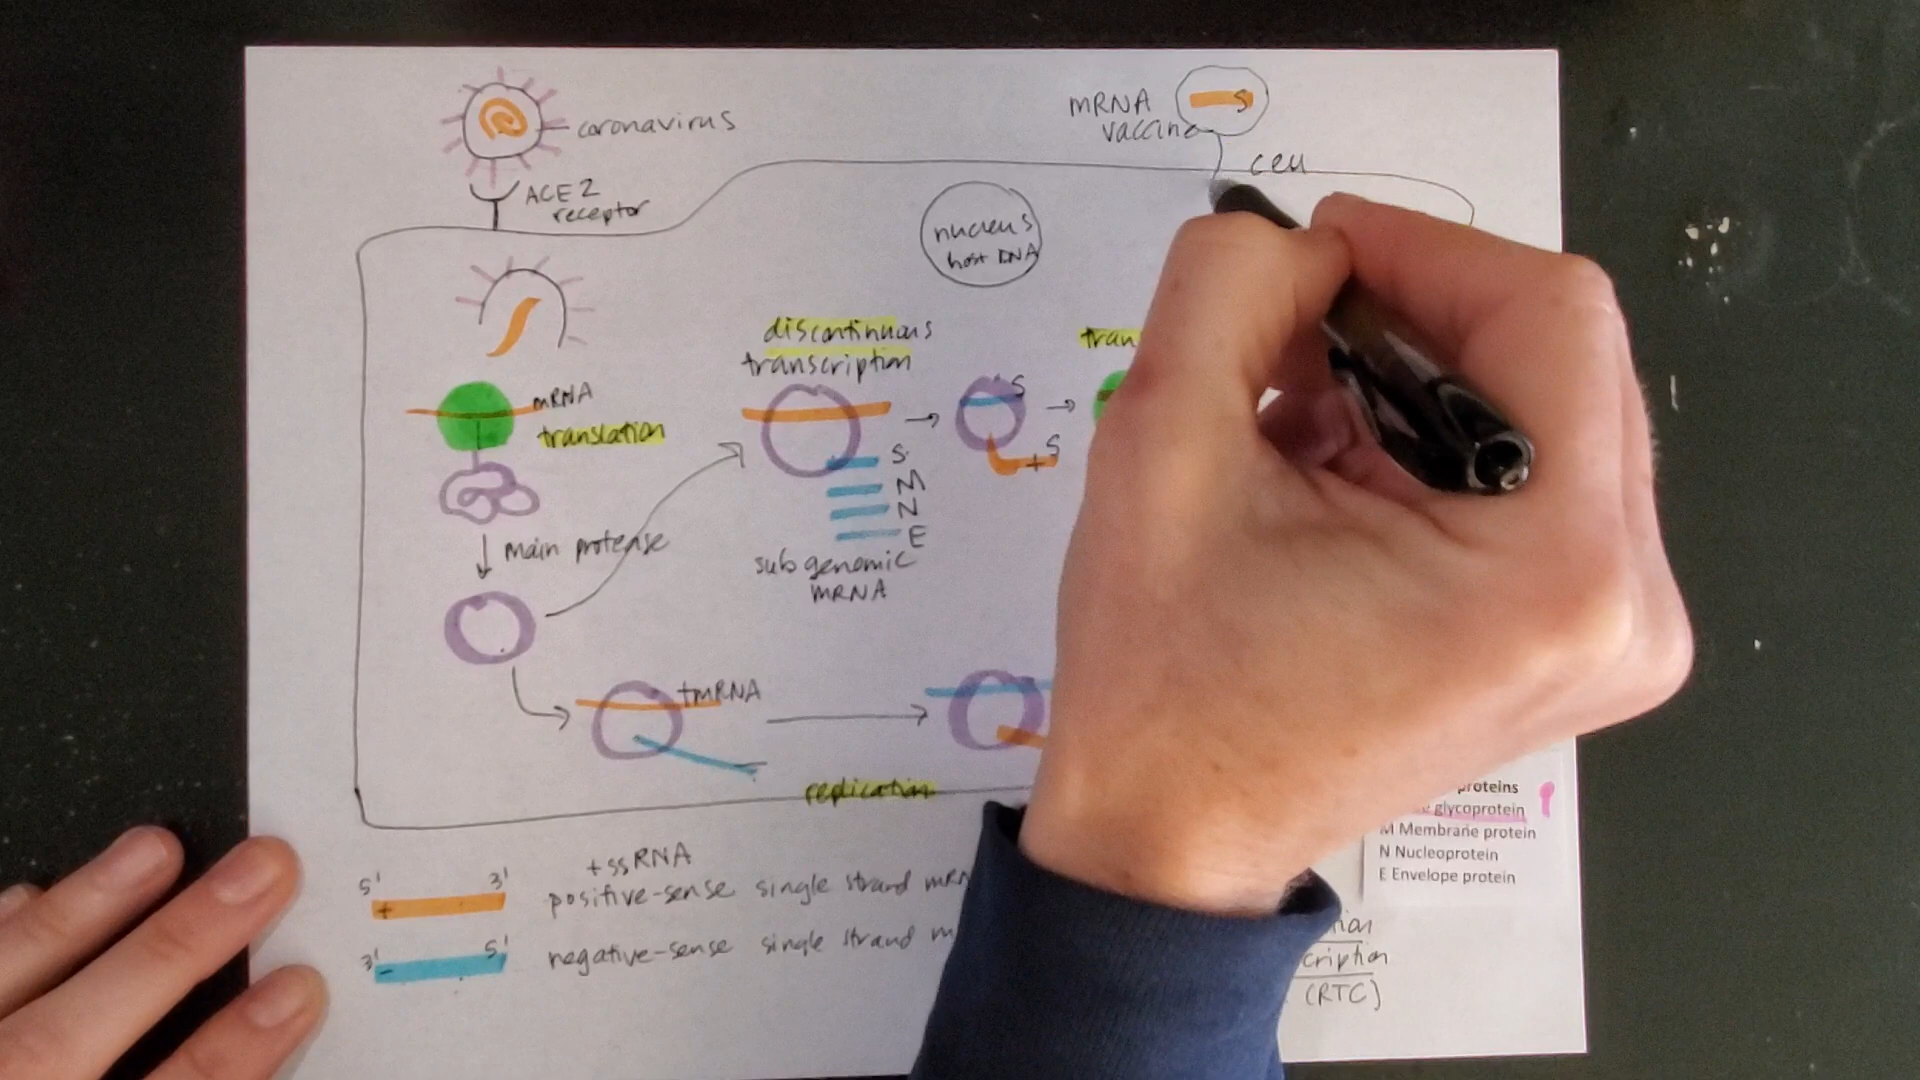 coronavirus
ACE2
receptor
mRNA
vaccine
S
cell
nucleus
host DNA
mRNA
translation
main protease
discontinuous
transcription
S
M
N
E
subgenomic
mRNA
S
+S
tran
+mRNA
replication
+ssRNA
5' 3'
+
positive-sense single strand
3' 5'
-
negative-sense single strand
proteins
glycoprotein
M Membrane protein
N Nucleoprotein
E Envelope protein
(RTC)